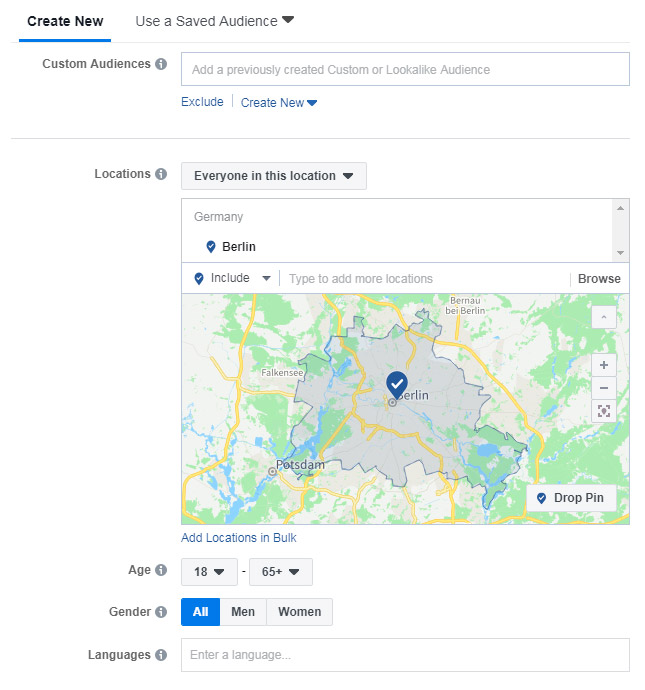 Create New Use a Saved Audience
Custom Audiences
Add a previously created Custom or Lookalike Audience
Exclude Create New
Locations
Everyone in this location
Germany
Berlin
Include Type to add more locations Browse
Bernau
bei Berlin
Falkensee
Berlin
Potsdam
Drop Pin
Add Locations in Bulk
Age 18 - 65+
Gender All Men Women
Languages Enter a language...